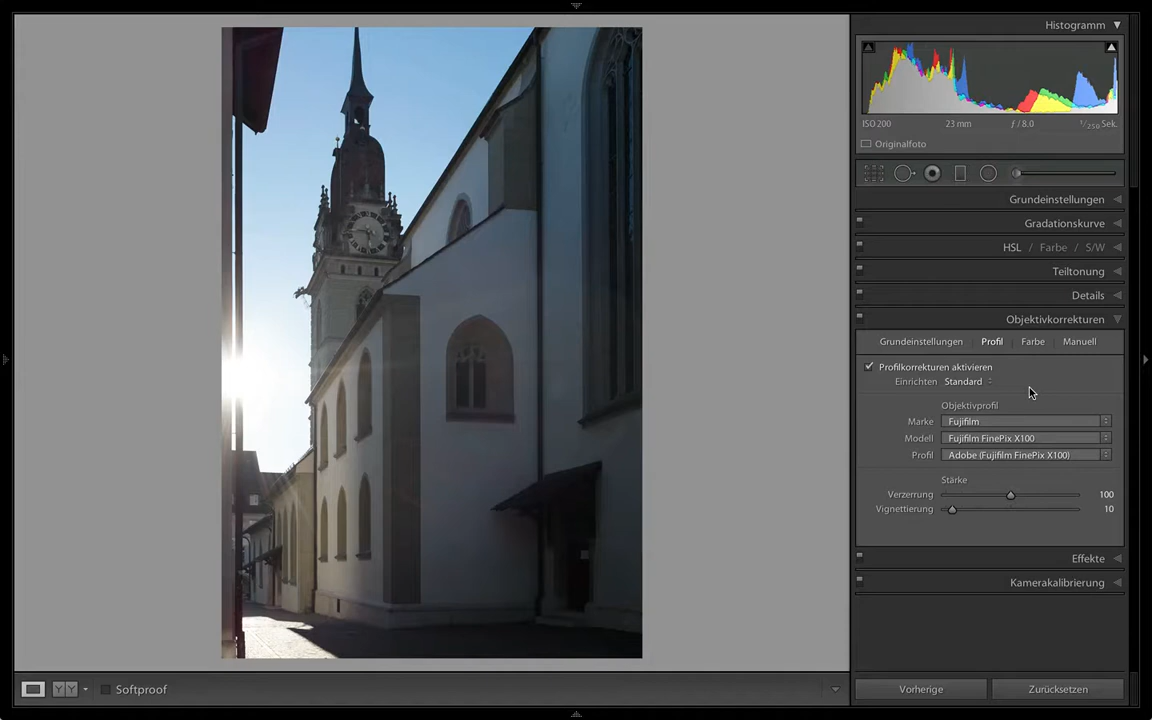 Histogramm
ISO 200 23 mm ƒ / 8.0 1/250 Sek.
Originalfoto
Grundeinstellungen
Gradationskurve
HSL / Farbe / S/W
Teiltonung
Details
Objektivkorrekturen
Grundeinstellungen Profil Farbe Manuell
Profilkorrekturen aktivieren
Einrichten Standard
Objektivprofil
Marke Fujifilm
Modell Fujifilm FinePix X100
Profil Adobe (Fujifilm FinePix X100)
Stärke
Verzerrung 100
Vignettierung 10
Effekte
Kamerakalibrierung
YY Softproof Vorherige Zurücksetzen